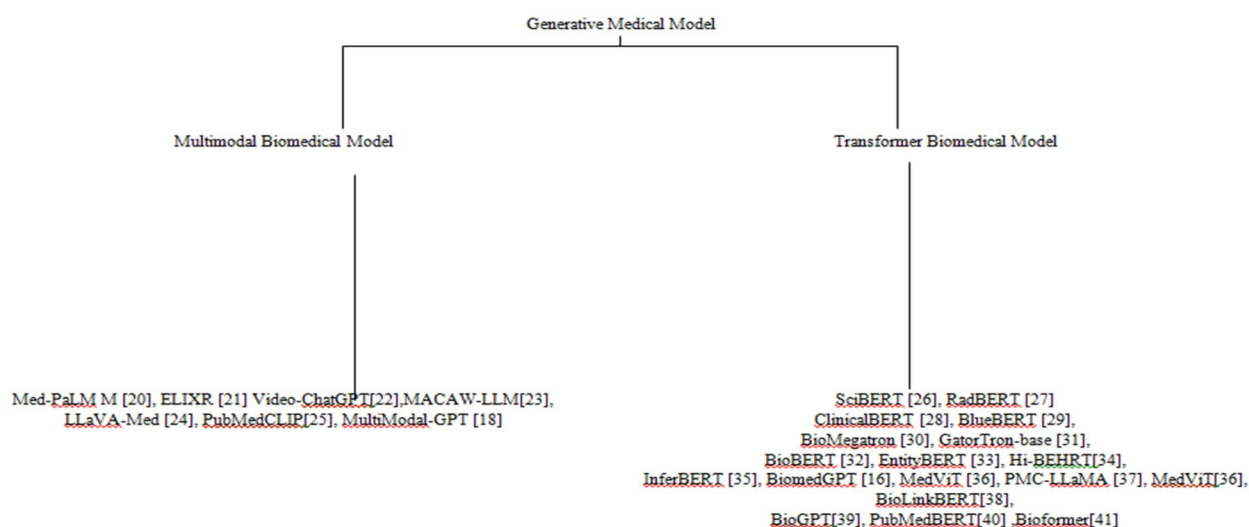 Generative Medical Model
Multimodal Biomedical Model
Transformer Biomedical Model
Med-PaLM M [20], ELIXR [21] Video-ChatGPT[22],MACAW-LLM[23],
LLaVA-Med [24], PubMedCLIP[25], MultiModal-GPT [18]
SciBERT [26], RadBERT [27]
ClinicalBERT [28], BlueBERT [29],
BioMegatron [30], GatorTron-base [31],
BioBERT [32], EntityBERT [33], Hi-BEHRT[34],
InferBERT [35], BiomedGPT [16], MedViT [36], PMC-LLaMA [37], MedViT[36],
BioLinkBERT[38],
BioGPT[39], PubMedBERT[40] ,Bioformer[41]